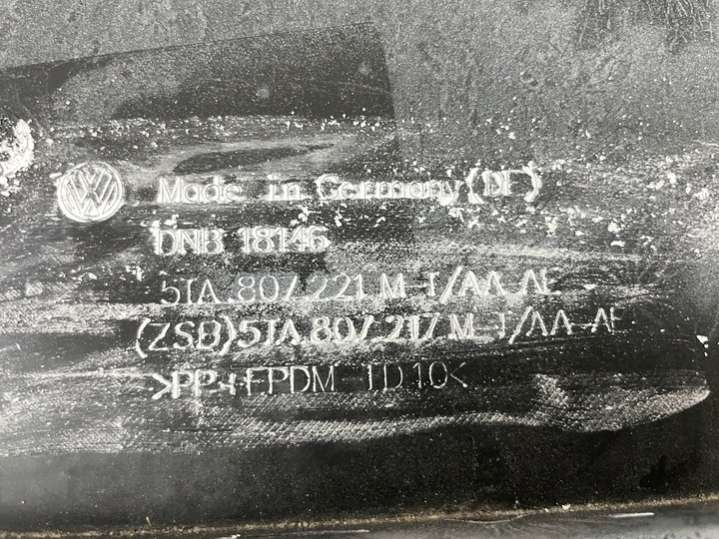 Made in Germany (DE)
DNB 18146
5TA.807.221.M-T/AA-AE
(ZSB)5TA.807.217.M-T/AA-AE
>PP+EPDM TD10<